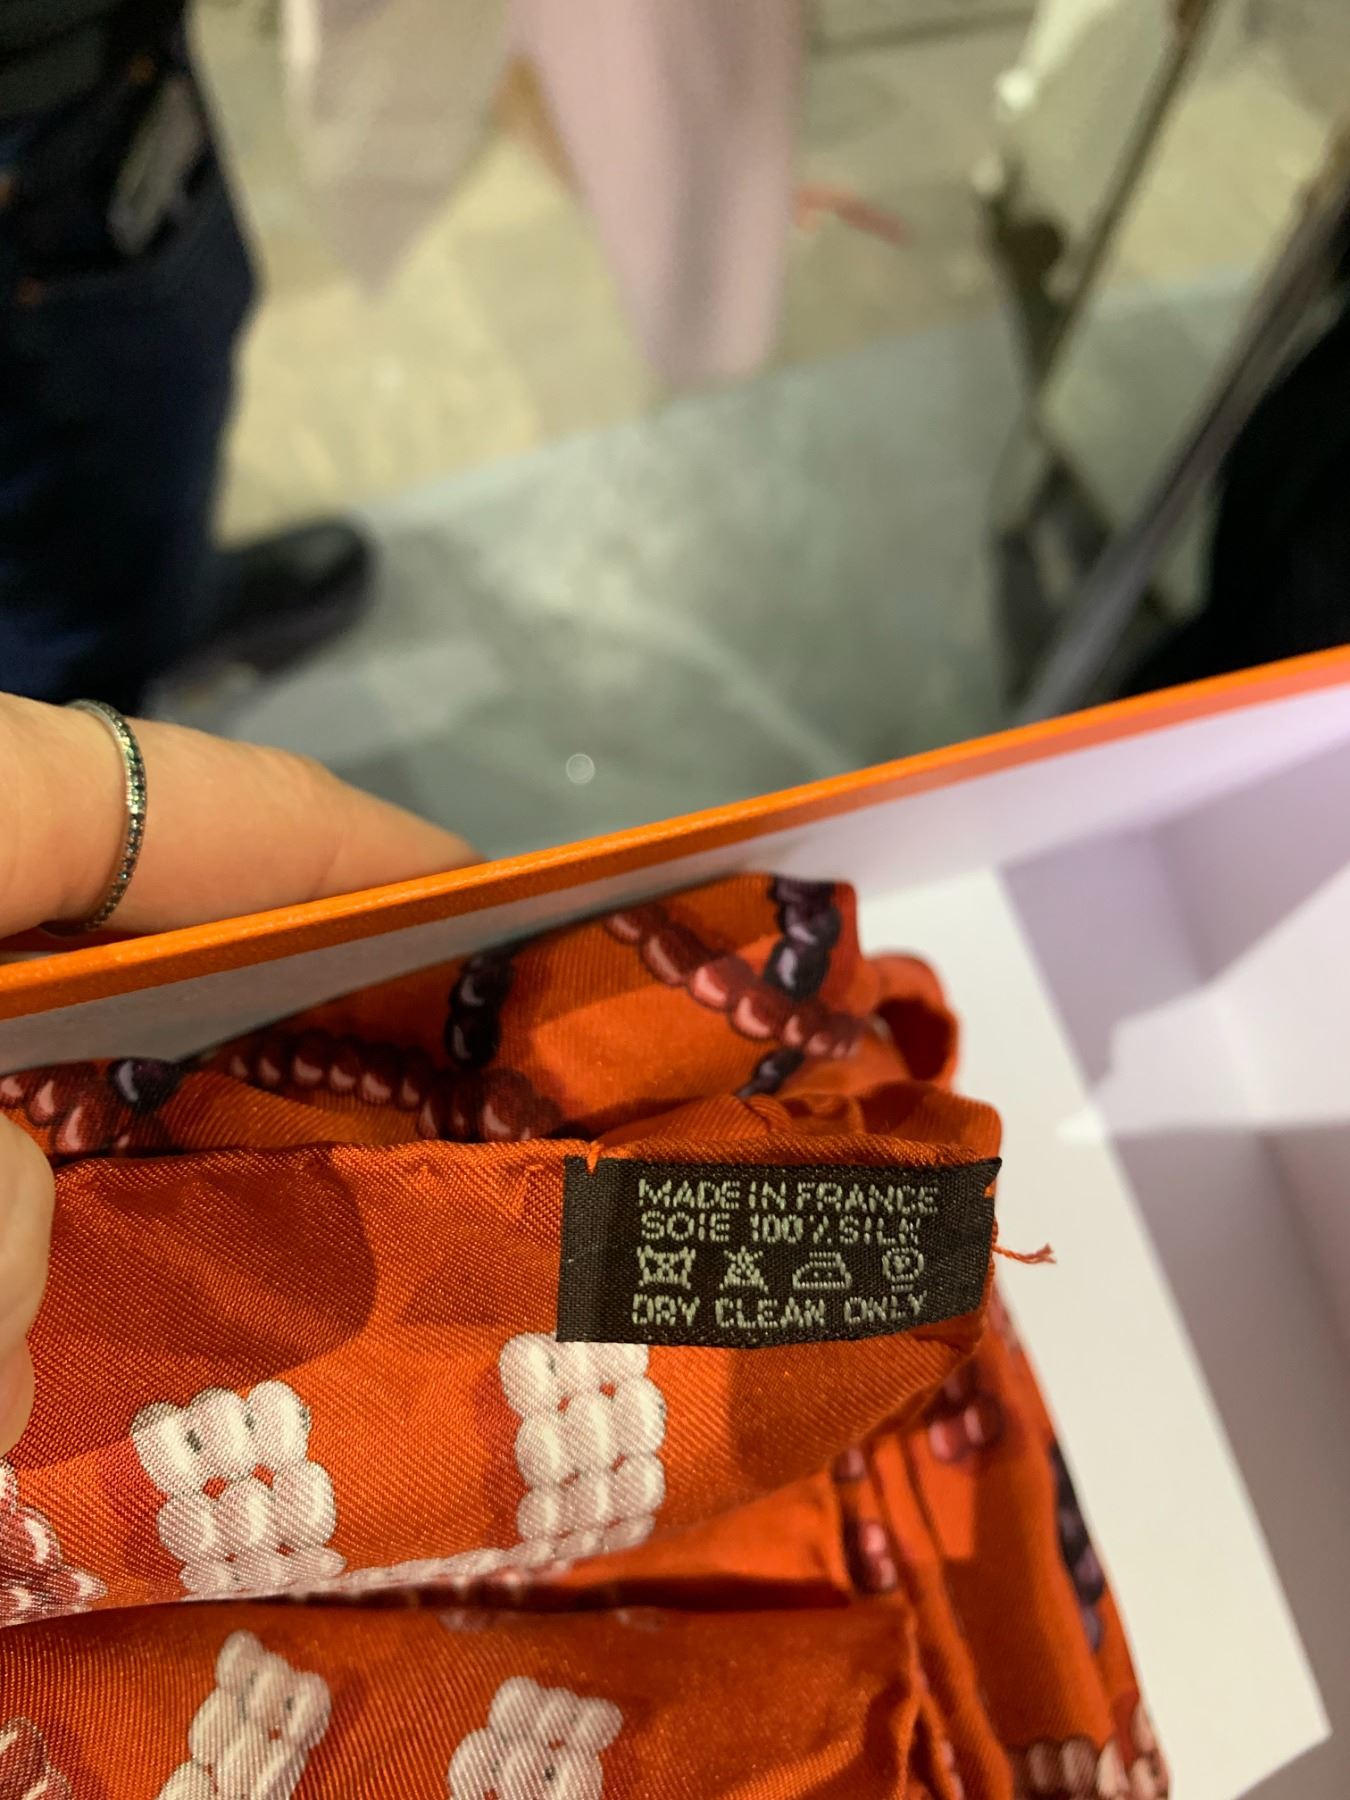 MADE IN FRANCE
SOIE 100% SILK
DRY CLEAN ONLY